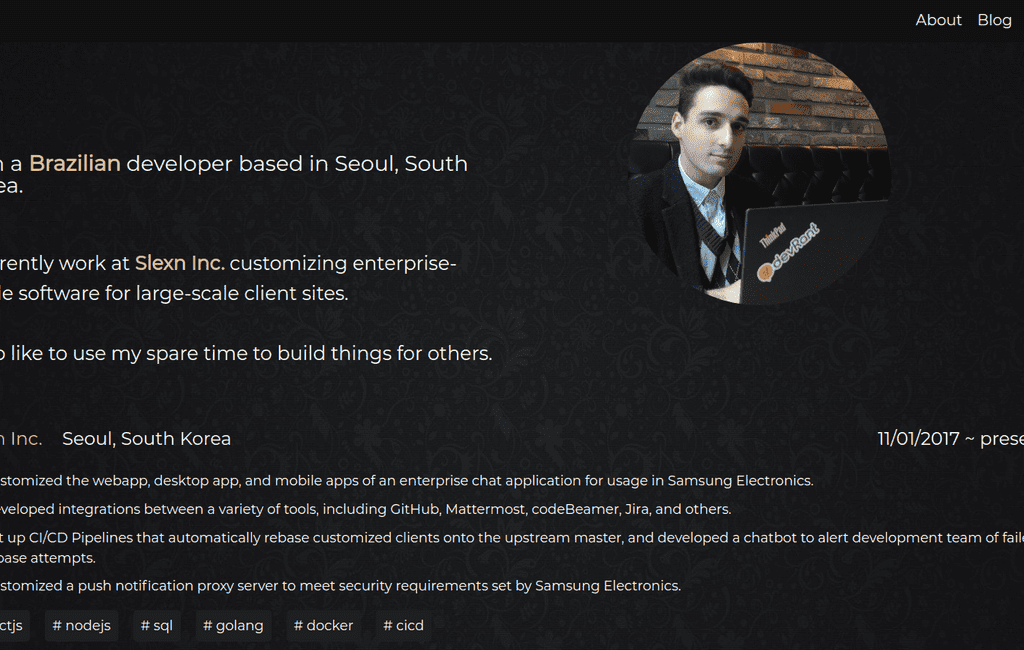 About Blog
a Brazilian developer based in Seoul, South
ea.
ThinkPad
devRant
rently work at Slexn Inc. customizing enterprise-
le software for large-scale client sites.
o like to use my spare time to build things for others.
n Inc. Seoul, South Korea 11/01/2017 ~ prese
stomized the webapp, desktop app, and mobile apps of an enterprise chat application for usage in Samsung Electronics.
veloped integrations between a variety of tools, including GitHub, Mattermost, codeBeamer, Jira, and others.
t up CI/CD Pipelines that automatically rebase customized clients onto the upstream master, and developed a chatbot to alert development team of faile
base attempts.
stomized a push notification proxy server to meet security requirements set by Samsung Electronics.
ctjs # nodejs # sql # golang # docker # cicd